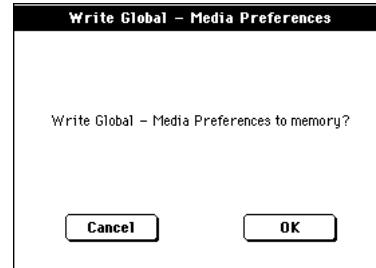 Write Global – Media Preferences
Write Global – Media Preferences to memory?
Cancel
OK